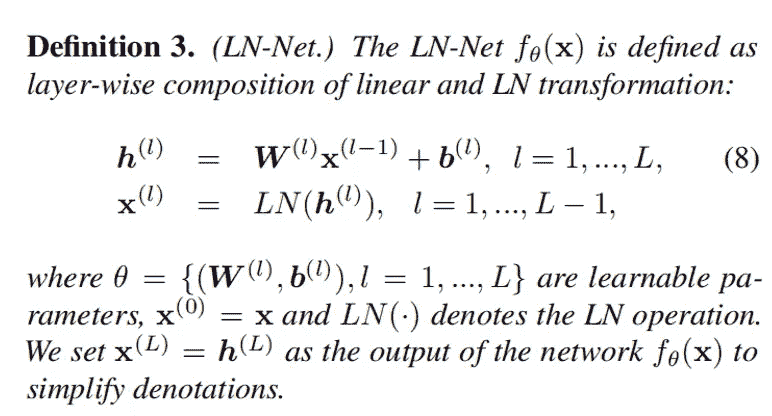 Definition 3. (LN-Net.) The LN-Net fθ(x) is defined as
layer-wise composition of linear and LN transformation:
h⁽ˡ⁾ = W⁽ˡ⁾x⁽ˡ⁻¹⁾ + b⁽ˡ⁾, l = 1, ..., L, (8)
x⁽ˡ⁾ = LN(h⁽ˡ⁾), l = 1, ..., L − 1,
where θ = {(W⁽ˡ⁾, b⁽ˡ⁾), l = 1, ..., L} are learnable pa-
rameters, x⁽⁰⁾ = x and LN(·) denotes the LN operation.
We set x⁽ᴸ⁾ = h⁽ᴸ⁾ as the output of the network fθ(x) to
simplify denotations.